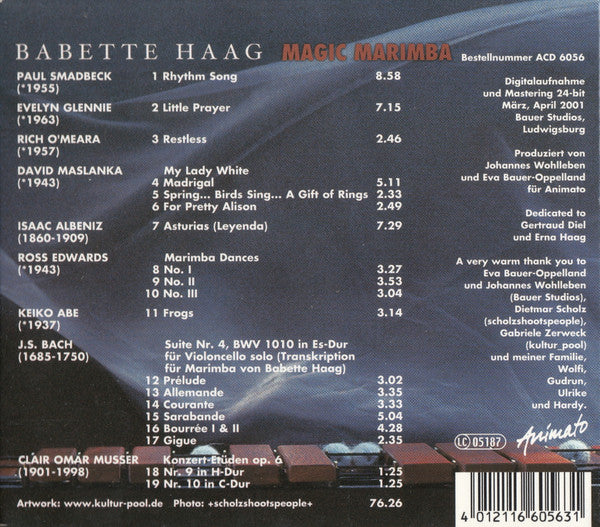 BABETTE HAAG MAGIC MARIMBA
Bestellnummer ACD 6056
PAUL SMADBECK 1 Rhythm Song 8.58
(*1955)
EVELYN GLENNIE 2 Little Prayer 7.15
(*1963)
RICH O'MEARA 3 Restless 2.46
(*1957)
DAVID MASLANKA My Lady White
(*1943) 4 Madrigal 5.11
5 Spring... Birds Sing... A Gift of Rings 2.33
6 For Pretty Alison 2.49
ISAAC ALBENIZ 7 Asturias (Leyenda) 7.29
(1860-1909)
ROSS EDWARDS Marimba Dances
(*1943) 8 No. I 3.27
9 No. II 3.53
10 No. III 3.04
KEIKO ABE 11 Frogs 3.14
(*1937)
J.S. BACH Suite Nr. 4, BWV 1010 in Es-Dur
(1685-1750) für Violoncello solo (Transkription
für Marimba von Babette Haag)
12 Prélude 3.02
13 Allemande 3.35
14 Courante 3.33
15 Sarabande 5.04
16 Bourrée I & II 4.28
17 Gigue 2.35
CLAIR OMAR MUSSER Konzert-Etüden op. 6
(1901-1998) 18 Nr. 9 in H-Dur 1.25
19 Nr. 10 in C-Dur 1.25
Artwork: www.kultur-pool.de Photo: +scholzshootspeople+ 76.26
Digitalaufnahme
und Mastering 24-bit
März, April 2001
Bauer Studios,
Ludwigsburg
Produziert von
Johannes Wohlleben
und Eva Bauer-Oppelland
für Animato
Dedicated to
Gertraud Diel
und Erna Haag
A very warm thank you to
Eva Bauer-Oppelland
und Johannes Wohlleben
(Bauer Studios),
Dietmar Scholz
(scholzshootspeople),
Gabriele Zerweck
(kultur_pool)
und meiner Familie,
Wolfi,
Gudrun,
Ulrike
und Hardy.
LC 05187
Animato
4 012116 605631